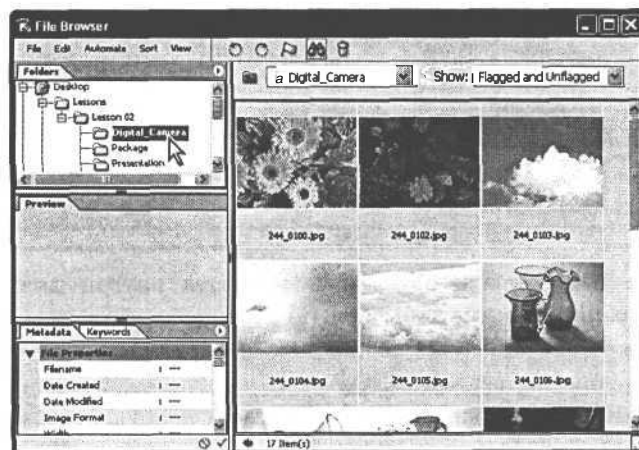 File Browser
File Edit Automate Sort View
Folders
Desktop
Lessons
Lesson 02
Digital_Camera
Package
Presentation
Digital_Camera
Show: Flagged and Unflagged
244_0100.jpg 244_0102.jpg 244_0103.jpg
244_0104.jpg 244_0105.jpg 244_0106.jpg
Preview
Metadata Keywords
File Properties
Filename : ---
Date Created : ---
Date Modified : ---
Image Format : ---
Width
17 Item(s)